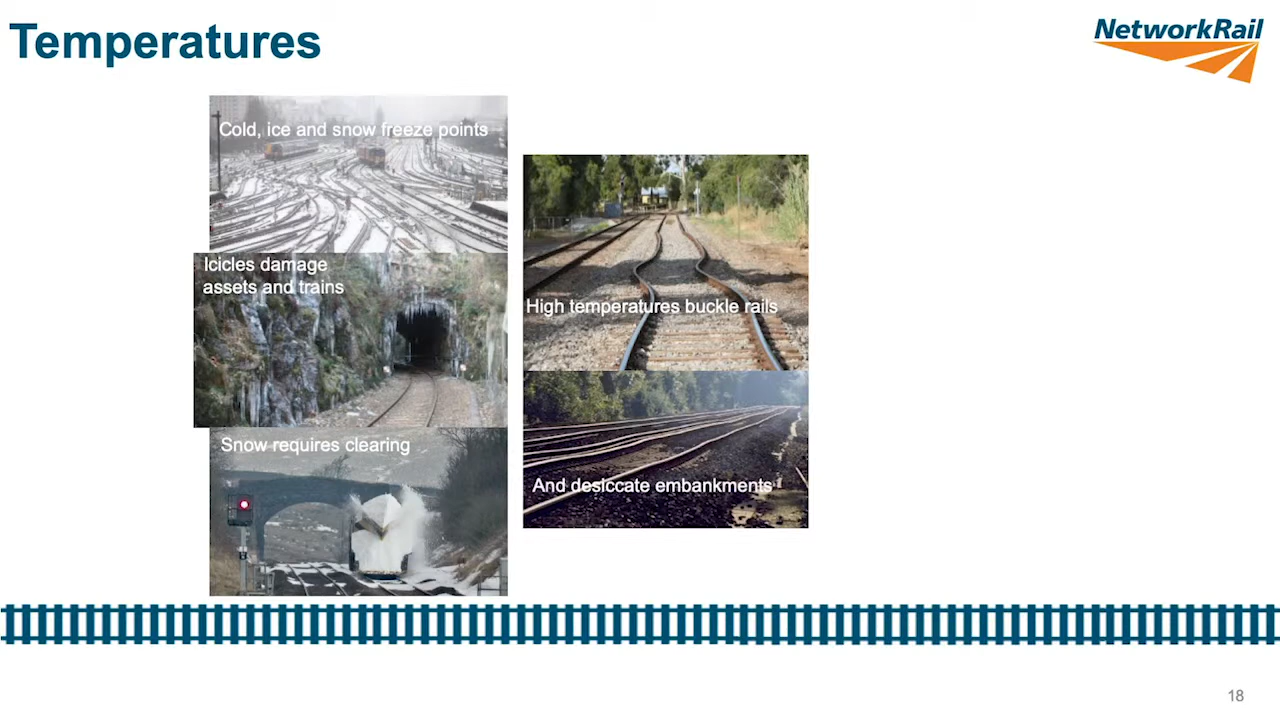 Temperatures
NetworkRail
Cold, ice and snow freeze points
Icicles damage
assets and trains
Snow requires clearing
High temperatures buckle rails
And desiccate embankments
18